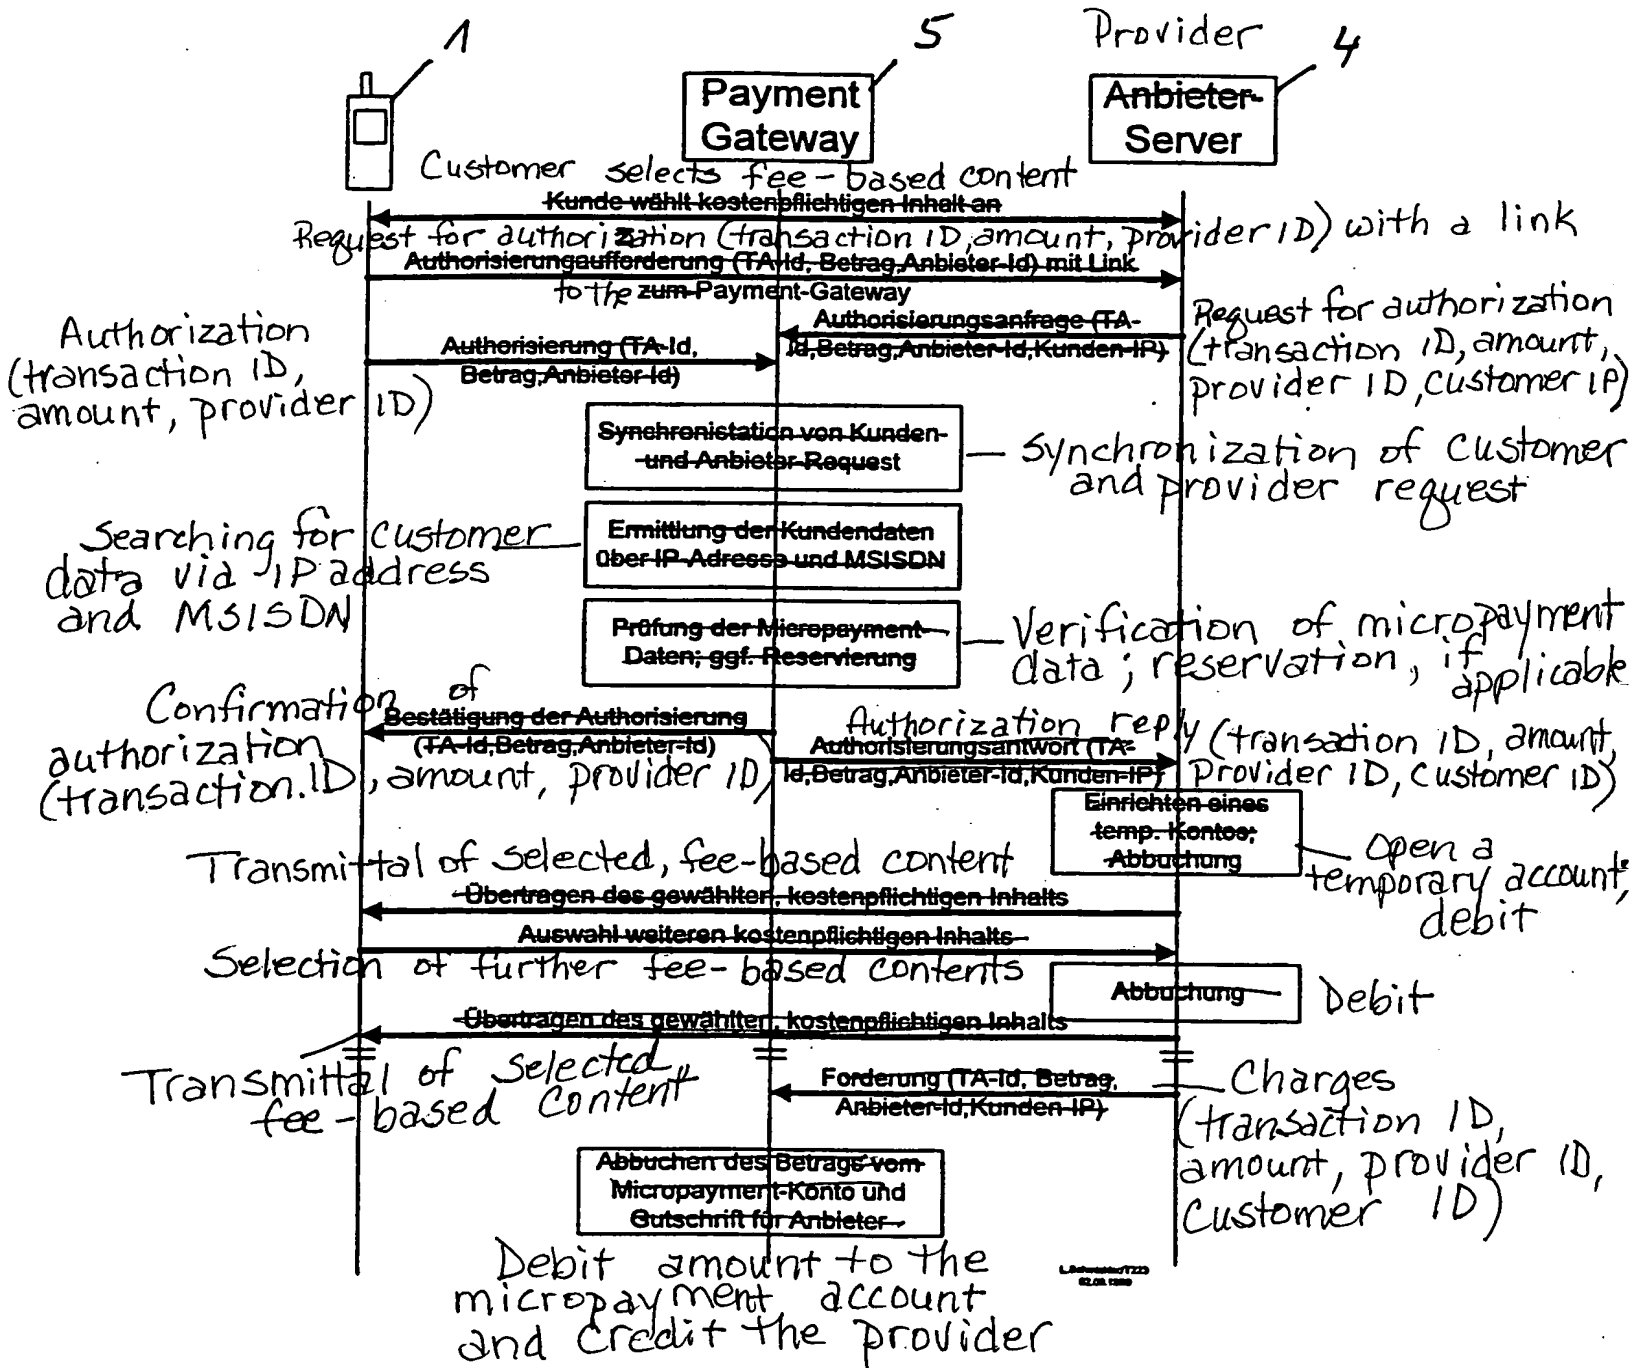 1
5
Provider
4
Payment
Gateway
Anbieter-
Server
Customer selects fee-based content
Kunde wählt kostenpflichtigen Inhalt an
Request for authorization (transaction ID, amount, provider ID) with a link
Authorisierungaufforderung (TA-Id, Betrag,Anbieter-Id) mit Link
to the zum Payment-Gateway
Authorization
(transaction ID,
amount, provider ID)
Authorisierung (TA-Id,
Betrag,Anbieter-Id)
Authorisierungsanfrage (TA-
Id,Betrag,Anbieter-Id,Kunden-IP)
Request for authorization
(transaction ID, amount,
provider ID, customer IP)
Synchronistation von Kunden-
und Anbieter-Request
Synchronization of customer
and provider request
Searching for customer
data via IP address
and MSISDN
Ermittlung der Kundendaten
über IP-Adresse und MSISDN
Prüfung der Micropayment-
Daten; ggf. Reservierung
Verification of micropayment
data; reservation, if
applicable
Confirmation of
authorization
(transaction ID, amount, provider ID)
Bestätigung der Authorisierung
(TA-Id,Betrag,Anbieter-Id)
Authorization reply (transaction ID, amount,
Provider ID, Customer ID)
Authorisierungsantwort (TA-
Id,Betrag,Anbieter-Id,Kunden-IP)
Einrichten eines
temp. Kontos;
Abbuchung
open a
temporary account;
debit
Transmittal of selected, fee-based content
Übertragen des gewählten, kostenpflichtigen Inhalts
Auswahl weiteren kostenpflichtigen Inhalts
Selection of further fee-based contents
Abbuchung
Debit
Übertragen des gewählten, kostenpflichtigen Inhalts
Transmittal of selected,
fee-based content
Forderung (TA-Id, Betrag,
Anbieter-Id,Kunden-IP)
Charges
(transaction ID,
amount, provider ID,
customer ID)
Abbuchen des Betrags vom
Micropayment-Konto und
Gutschrift für Anbieter
Debit amount to the
micropayment account
and credit the provider